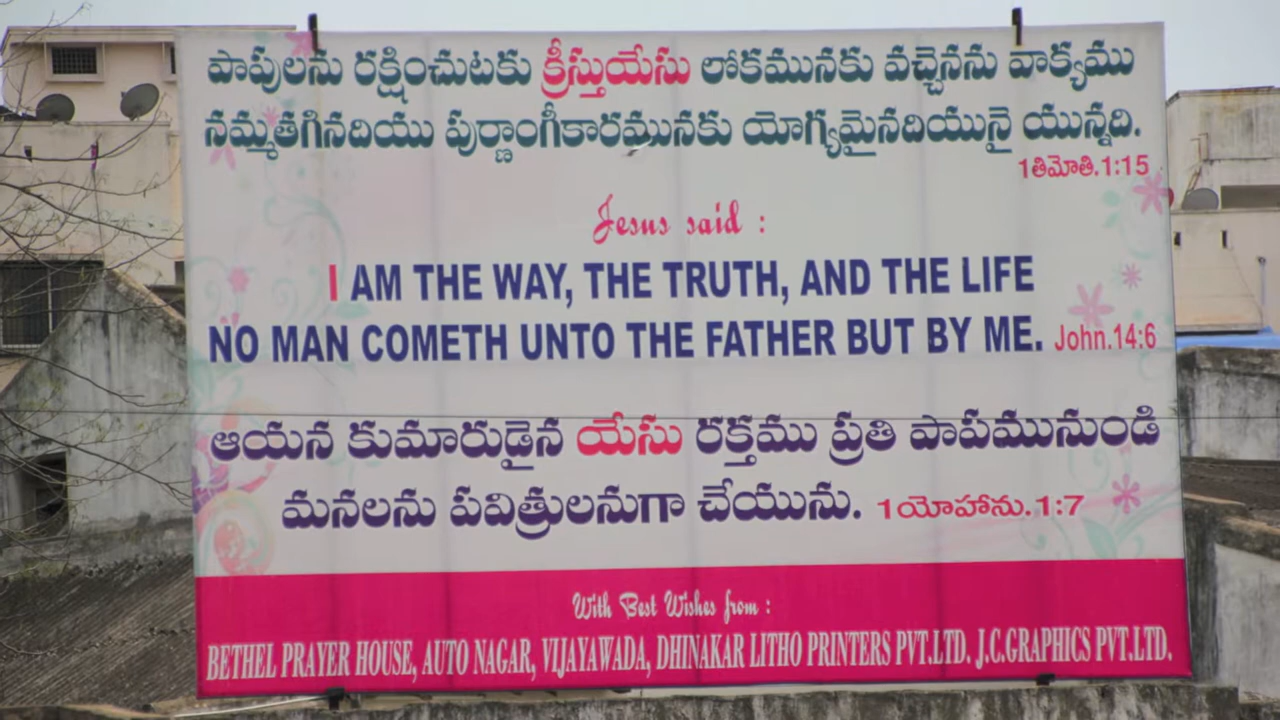 పాపులను రక్షించుటకు క్రీస్తుయేసు లోకమునకు వచ్చెనను వాక్యము
నమ్మతగినదియు పుర్ణాంగీకారమునకు యోగ్యమైనదియునై యున్నది.
1తిమోతి.1:15
Jesus said :
I AM THE WAY, THE TRUTH, AND THE LIFE
NO MAN COMETH UNTO THE FATHER BUT BY ME. John.14:6
ఆయన కుమారుడైన యేసు రక్తము ప్రతి పాపమునుండి
మనలను పవిత్రులనుగా చేయును. 1యోహాను.1:7
With Best Wishes from :
BETHEL PRAYER HOUSE, AUTO NAGAR, VIJAYAWADA, DHINAKAR LITHO PRINTERS PVT.LTD. J.C.GRAPHICS PVT.LTD.